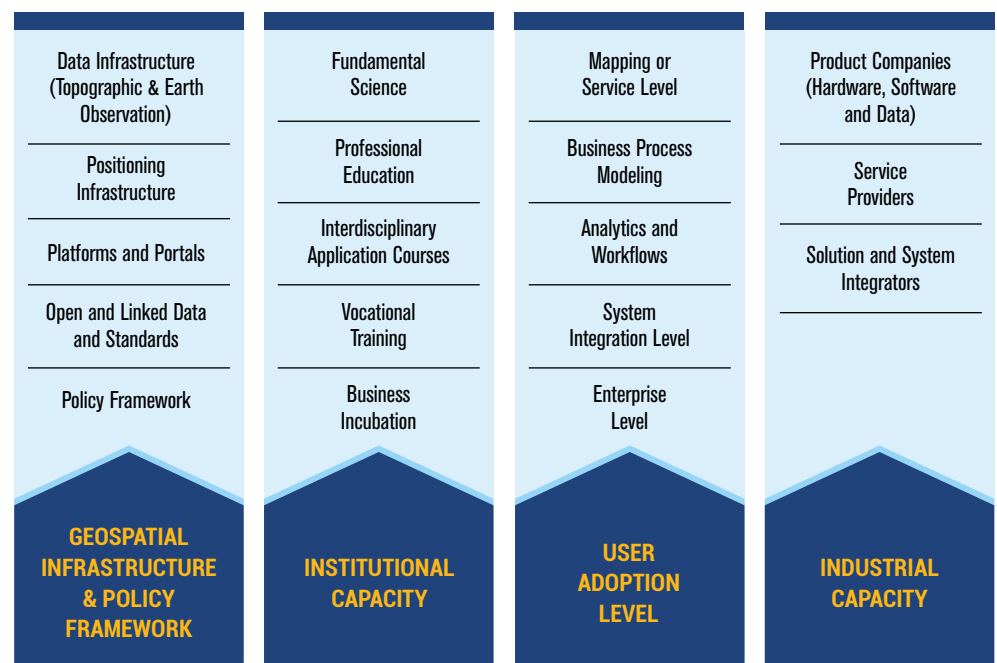 Data Infrastructure
(Topographic & Earth
Observation)
Positioning
Infrastructure
Platforms and Portals
Open and Linked Data
and Standards
Policy Framework
GEOSPATIAL
INFRASTRUCTURE
& POLICY
FRAMEWORK
Fundamental
Science
Professional
Education
Interdisciplinary
Application Courses
Vocational
Training
Business
Incubation
INSTITUTIONAL
CAPACITY
Mapping or
Service Level
Business Process
Modeling
Analytics and
Workflows
System
Integration Level
Enterprise
Level
USER
ADOPTION
LEVEL
Product Companies
(Hardware, Software
and Data)
Service
Providers
Solution and System
Integrators
INDUSTRIAL
CAPACITY